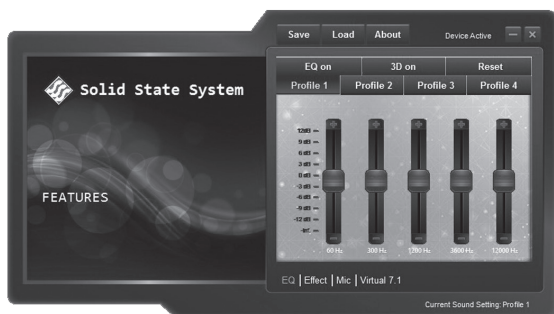 Save Load About Device Active
EQ on 3D on Reset
Profile 1 Profile 2 Profile 3 Profile 4
Solid State System
FEATURES
12dB
9 dB
6 dB
3 dB
0 dB
-3 dB
-6 dB
-9 dB
-12 dB
-Inf.
60 Hz 300 Hz 1200 Hz 3600 Hz 12000 Hz
EQ | Effect | Mic | Virtual 7.1
Current Sound Setting: Profile 1